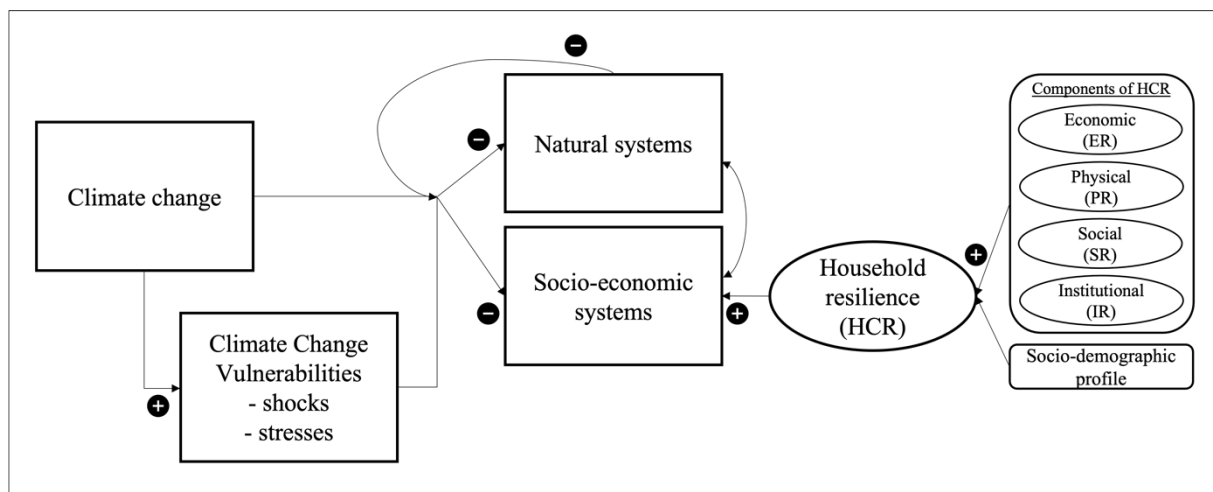 Climate change
Climate Change
Vulnerabilities
- shocks
- stresses
Natural systems
Socio-economic
systems
Household
resilience
(HCR)
Components of HCR
Economic
(ER)
Physical
(PR)
Social
(SR)
Institutional
(IR)
Socio-demographic
profile